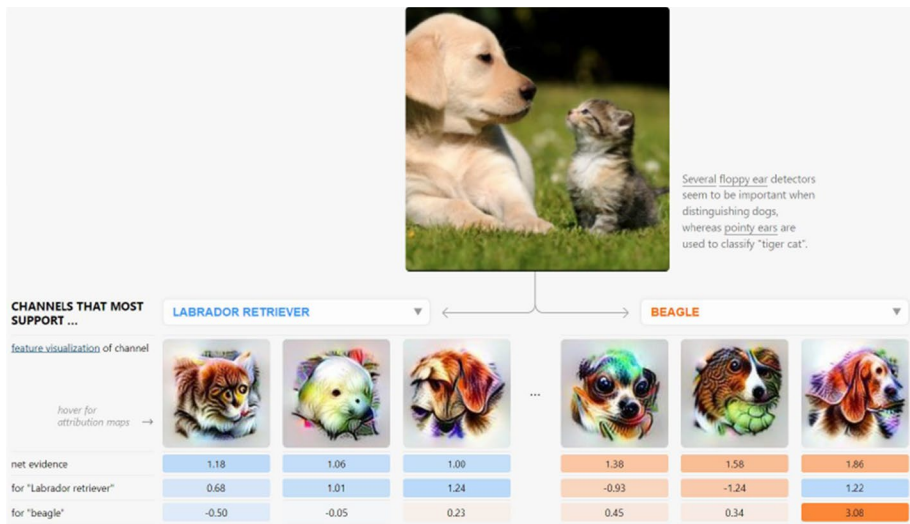 Several floppy ear detectors
seem to be important when
distinguishing dogs,
whereas pointy ears are
used to classify "tiger cat".
CHANNELS THAT MOST
SUPPORT ...
LABRADOR RETRIEVER
BEAGLE
feature visualization of channel
hover for
attribution maps →
...
net evidence 1.18 1.06 1.00 1.38 1.58 1.86
for "Labrador retriever" 0.68 1.01 1.24 -0.93 -1.24 1.22
for "beagle" -0.50 -0.05 0.23 0.45 0.34 3.08